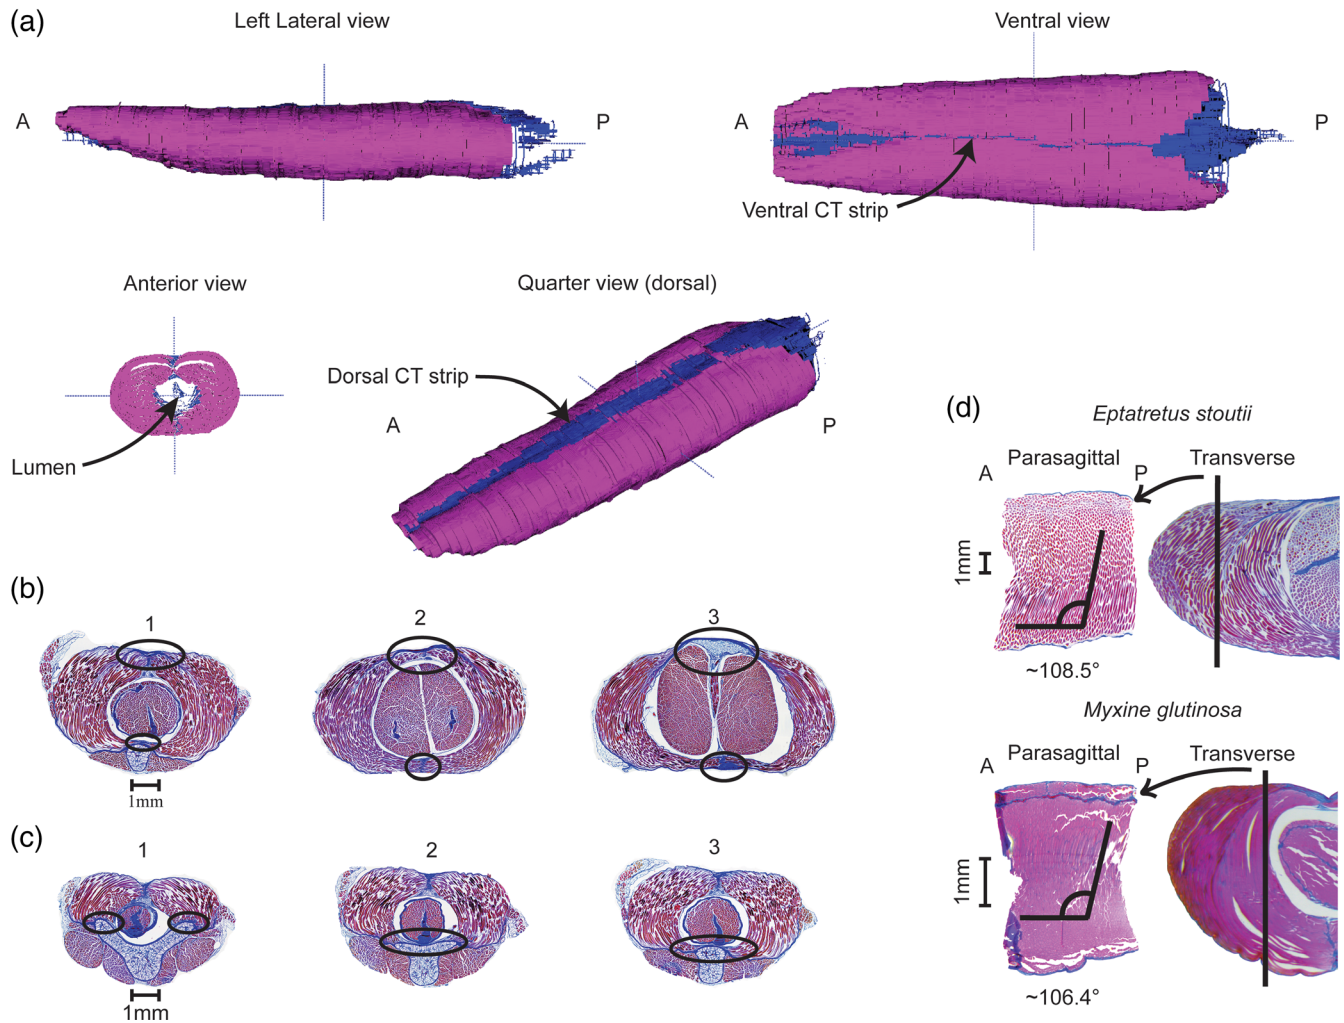 (a)
Left Lateral view
Ventral view
A
P
A
P
Ventral CT strip
Anterior view
Quarter view (dorsal)
Dorsal CT strip
A
P
Lumen
(d)
Eptatretus stoutii
A
Parasagittal
P
Transverse
1mm
~108.5°
(b)
1
2
3
1mm
Myxine glutinosa
A
Parasagittal
P
Transverse
1mm
~106.4°
(c)
1
2
3
1mm